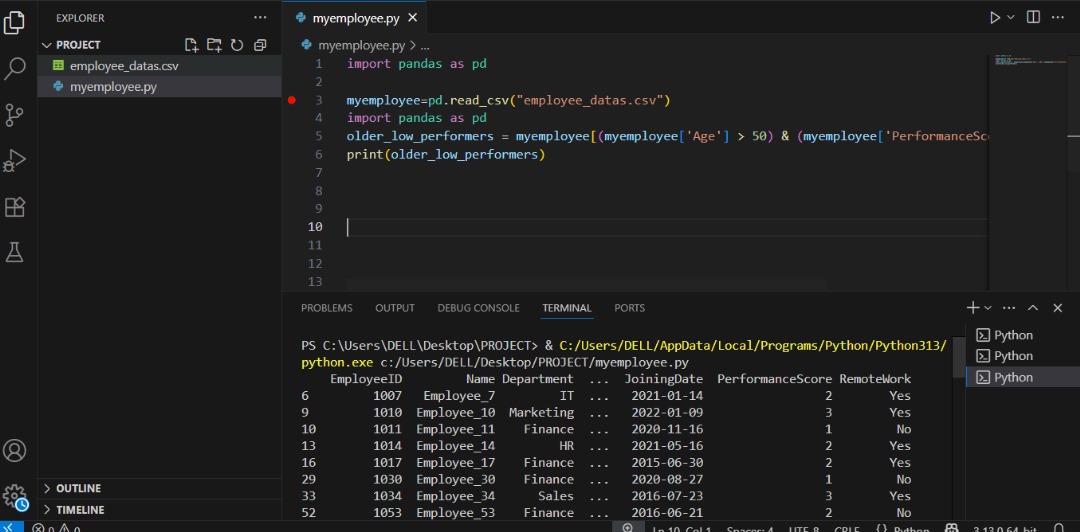 EXPLORER
PROJECT
employee_datas.csv
myemployee.py
OUTLINE
TIMELINE
myemployee.py
myemployee.py > ...
1 import pandas as pd
2
3 myemployee=pd.read_csv("employee_datas.csv")
4 import pandas as pd
5 older_low_performers = myemployee[(myemployee['Age'] > 50) & (myemployee['PerformanceSc
6 print(older_low_performers)
7
8
9
10
11
12
13
PROBLEMS OUTPUT DEBUG CONSOLE TERMINAL PORTS
PS C:\Users\DELL\Desktop\PROJECT> & C:/Users/DELL/AppData/Local/Programs/Python/Python313/
python.exe c:/Users/DELL/Desktop/PROJECT/myemployee.py
EmployeeID Name Department ... JoiningDate PerformanceScore RemoteWork
6 1007 Employee_7 IT ... 2021-01-14 2 Yes
9 1010 Employee_10 Marketing ... 2022-01-09 3 Yes
10 1011 Employee_11 Finance ... 2020-11-16 1 No
13 1014 Employee_14 HR ... 2021-05-16 2 Yes
16 1017 Employee_17 Finance ... 2015-06-30 2 Yes
29 1030 Employee_30 Finance ... 2020-08-27 1 No
33 1034 Employee_34 Sales ... 2016-07-23 3 Yes
52 1053 Employee_53 Finance ... 2016-06-21 2 No
Python
Python
Python
0 0 Ln 10, Col 1 Spaces: 4 UTF-8 CRLF {} Python 3.13.0 64-bit